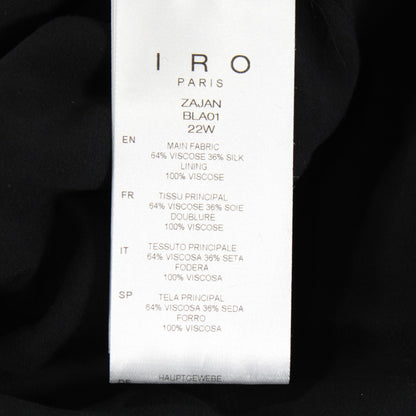 IRO
PARIS
ZAJAN
BLA01
22W
EN
MAIN FABRIC
64% VISCOSE 36% SILK
LINING
100% VISCOSE
FR
TISSU PRINCIPAL
64% VISCOSE 36% SOIE
DOUBLURE
100% VISCOSE
IT
TESSUTO PRINCIPALE
64% VISCOSA 36% SETA
FODERA
100% VISCOSA
SP
TELA PRINCIPAL
64% VISCOSA 36% SEDA
FORRO
100% VISCOSA
DE
HAUPTGEWEBE